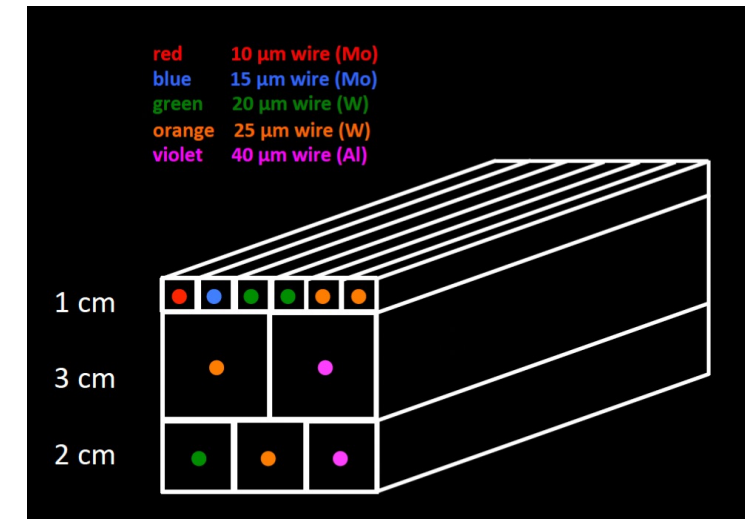 red 10 µm wire (Mo)
blue 15 µm wire (Mo)
green 20 µm wire (W)
orange 25 µm wire (W)
violet 40 µm wire (Al)
1 cm
3 cm
2 cm